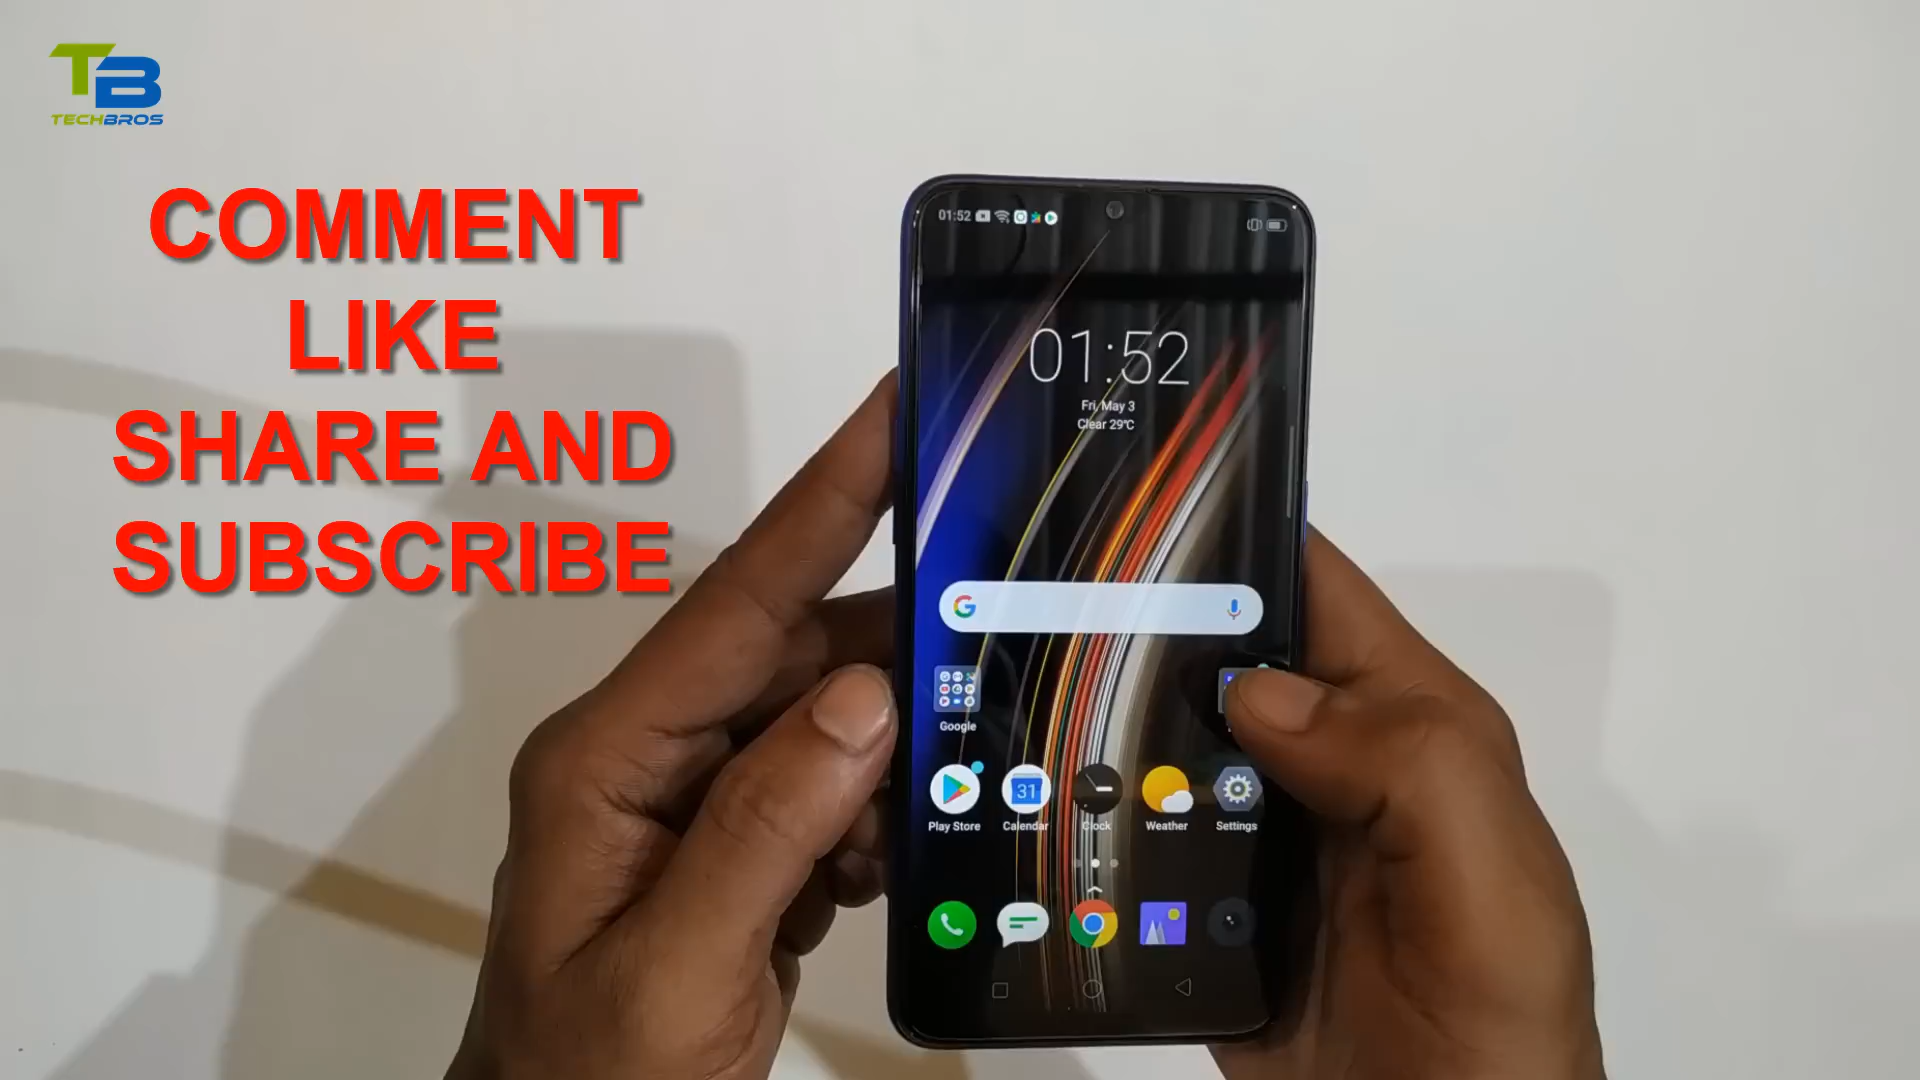 TB
TECHBROS
COMMENT
LIKE
SHARE AND
SUBSCRIBE
01:52
01:52
Fri, May 3
Clear 29°C
G
Google
Play Store
31
Calendar
Clock
Weather
Settings